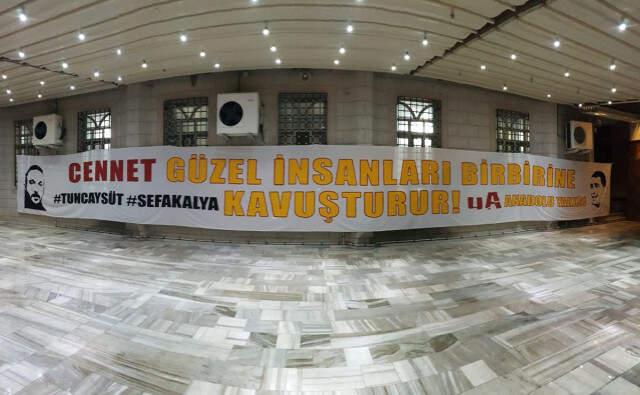 CENNET GÜZEL İNSANLARI BİRBİRİNE
#TUNCAYSÜT #SEFAKALYA KAVUŞTURUR! uA ANADOLU YAKASI